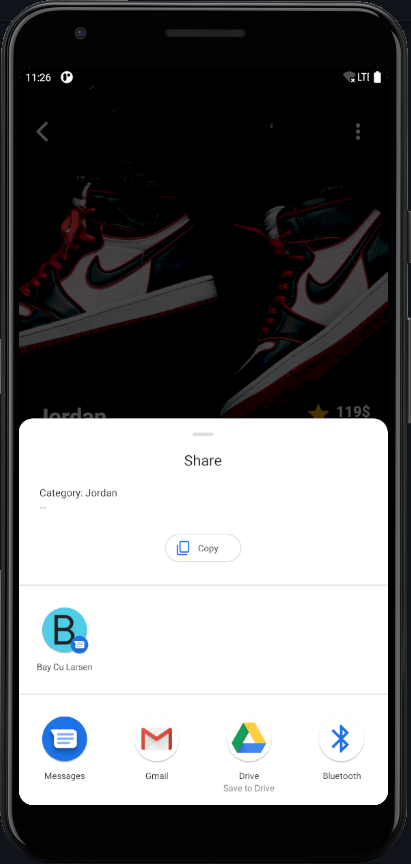 11:26
LTE
Jordan
119$
Share
Category: Jordan
Copy
B
Bay Cu Larsen
Messages
Gmail
Drive
Save to Drive
Bluetooth